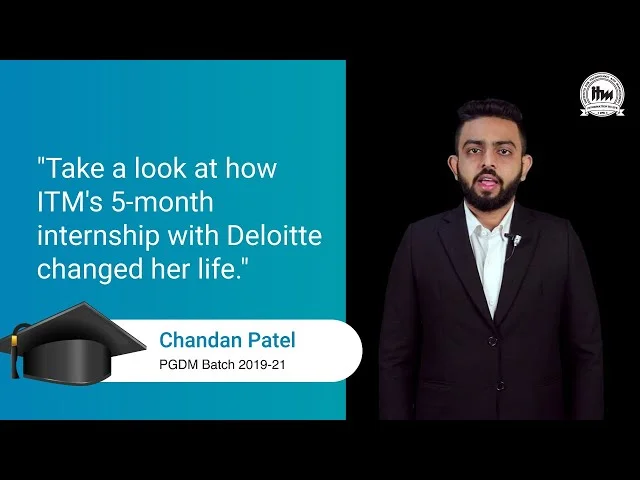 "Take a look at how
ITM's 5-month
internship with Deloitte
changed her life."
Chandan Patel
PGDM Batch 2019-21
itm